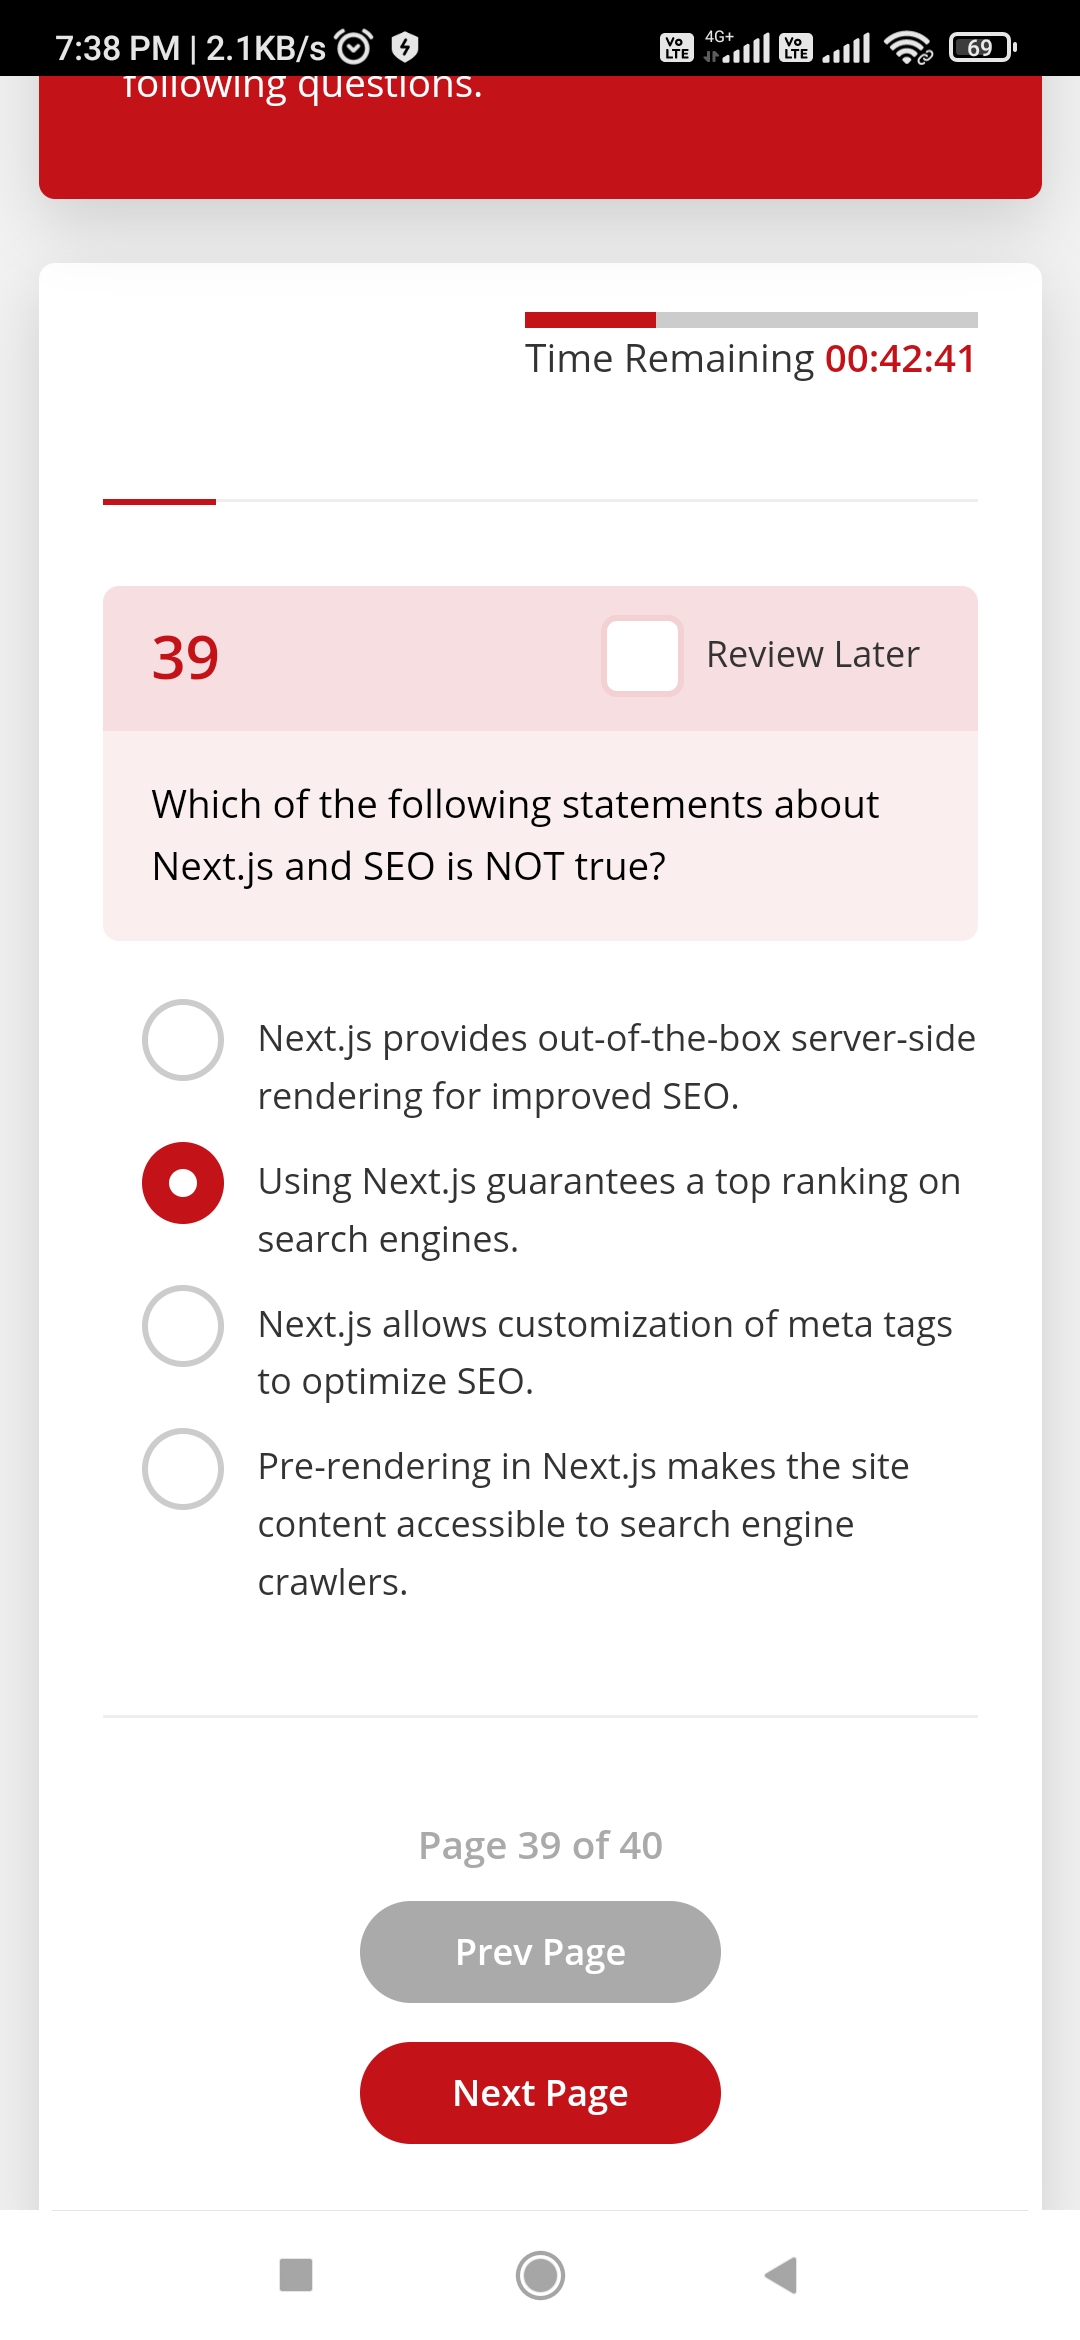 7:38 PM | 2.1KB/s
Vo LTE 4G+ Vo LTE 69
following questions.
Time Remaining 00:42:41
39
Review Later
Which of the following statements about
Next.js and SEO is NOT true?
Next.js provides out-of-the-box server-side
rendering for improved SEO.
Using Next.js guarantees a top ranking on
search engines.
Next.js allows customization of meta tags
to optimize SEO.
Pre-rendering in Next.js makes the site
content accessible to search engine
crawlers.
Page 39 of 40
Prev Page
Next Page